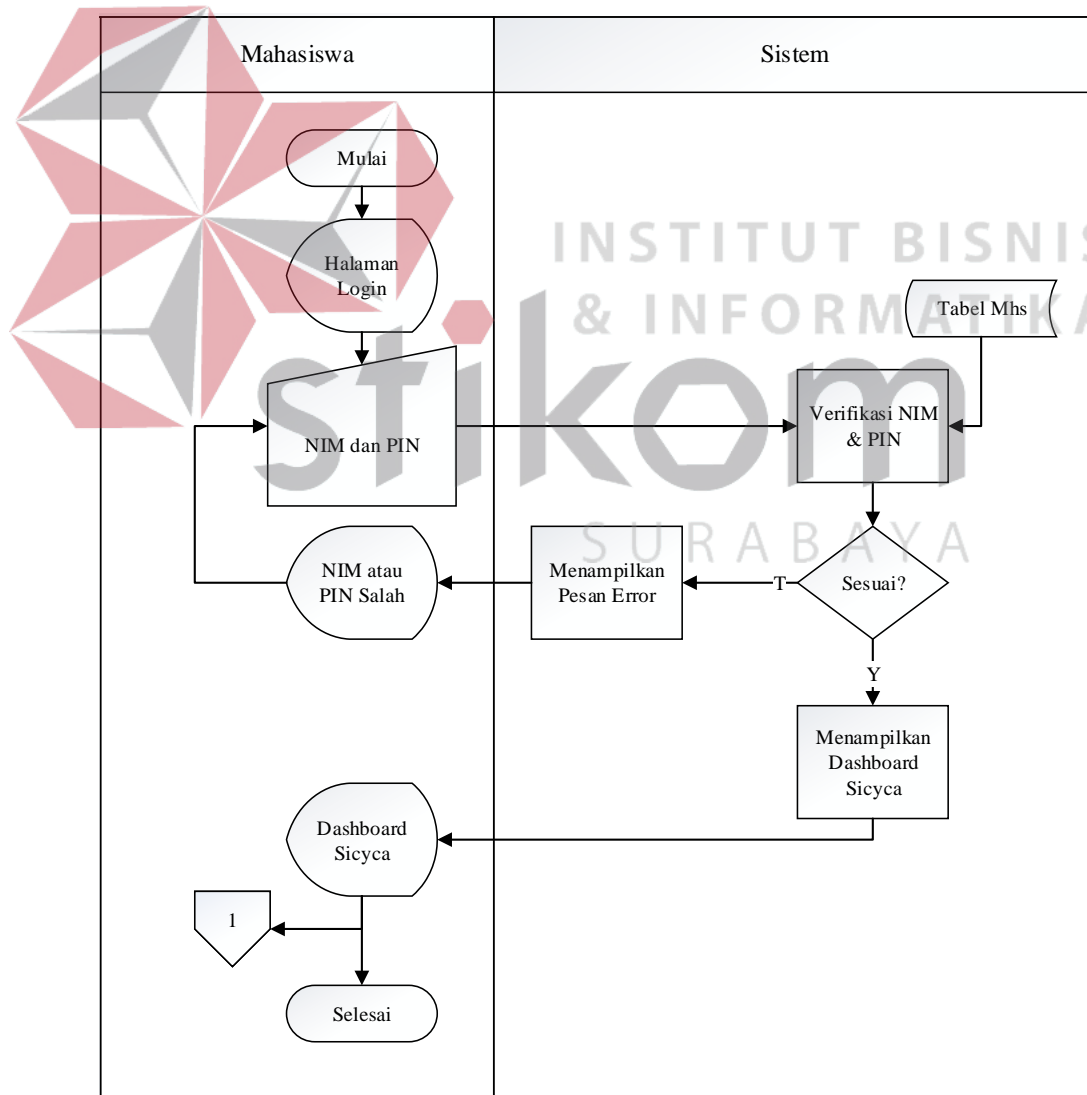 Mahasiswa
Sistem
Mulai
INSTITUT BISNIS
Halaman
Login
& INFORMATIKA
Tabel Mhs
stikom
Verifikasi NIM
& PIN
NIM dan PIN
SURABAYA
NIM atau
PIN Salah
Menampilkan
Pesan Error
T
Sesuai?
Y
Menampilkan
Dashboard
Sicyca
Dashboard
Sicyca
1
Selesai